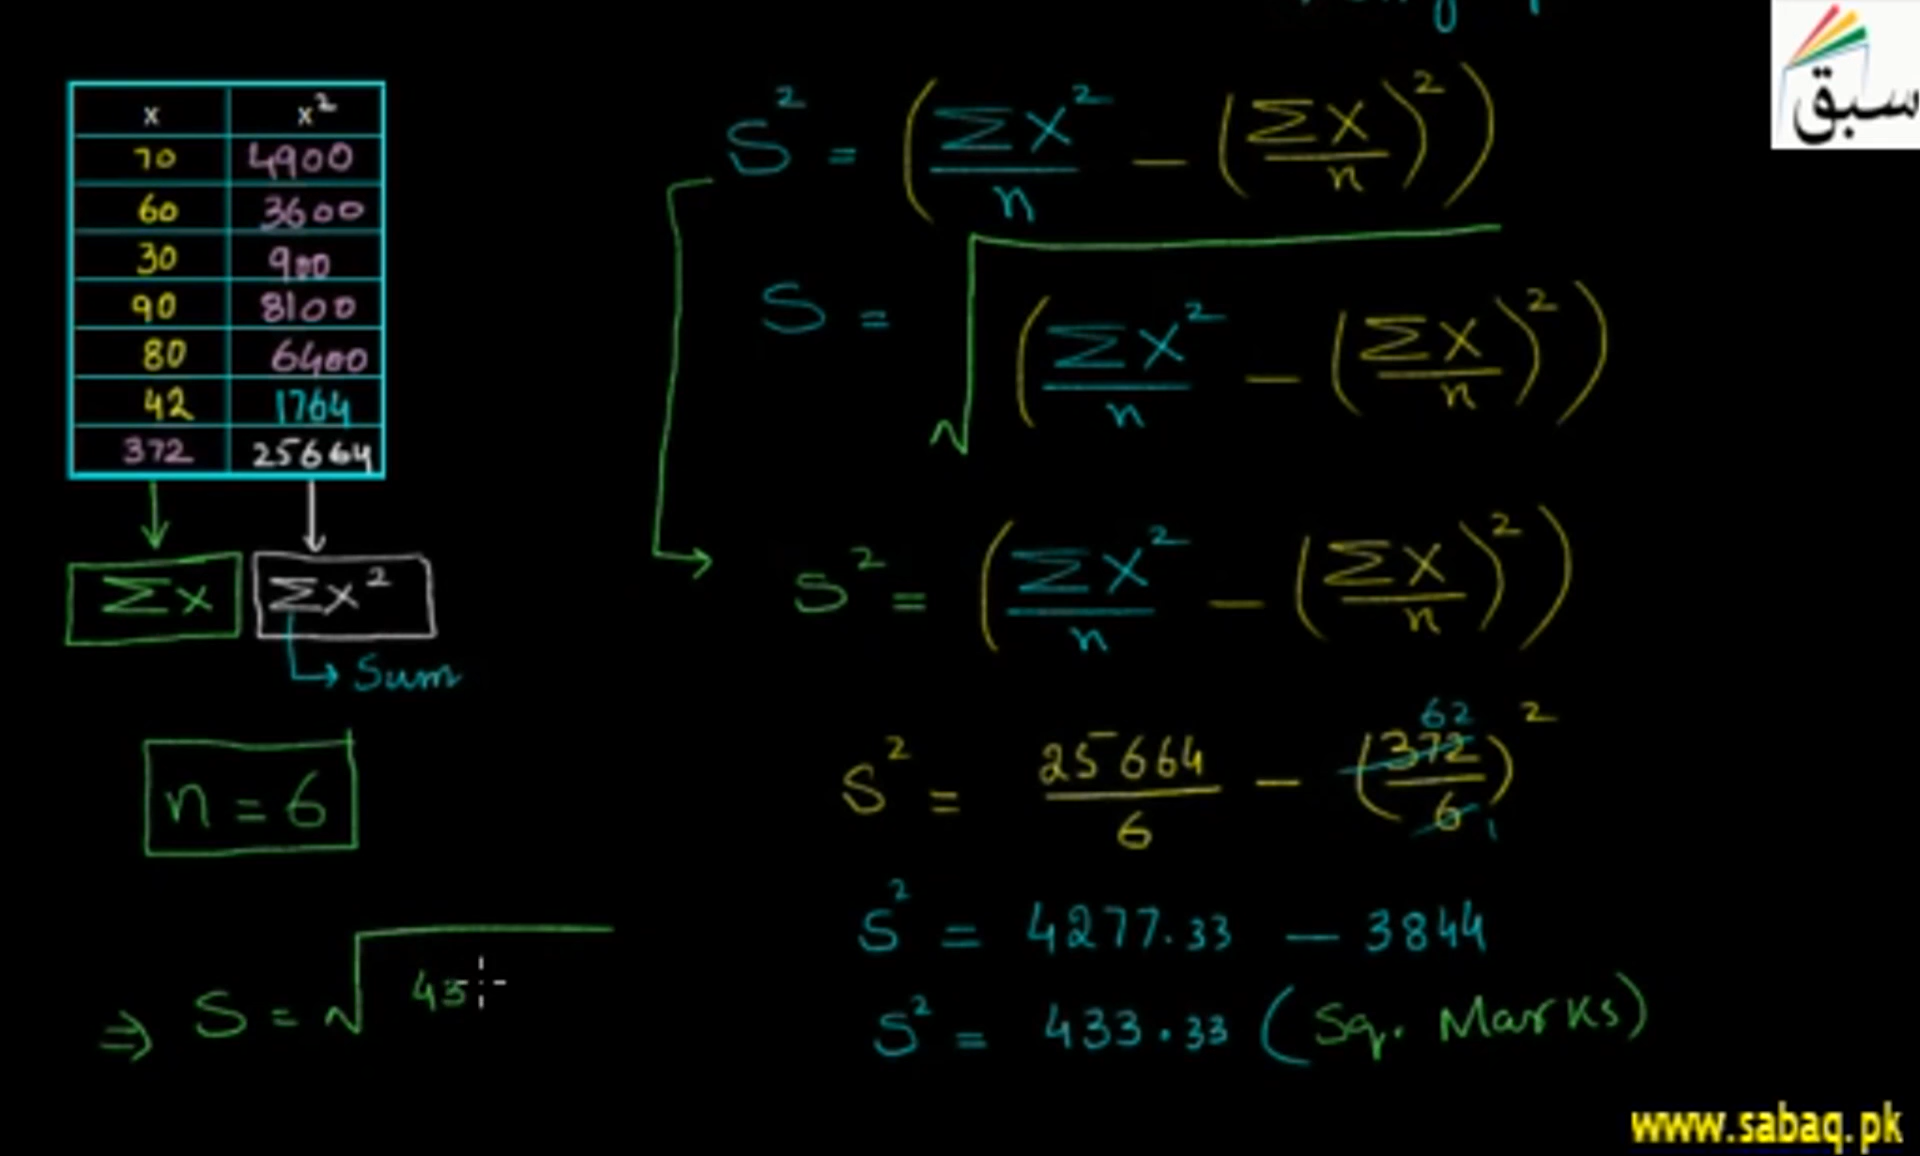 سبق
x x²
70 4900
60 3600
30 900
90 8100
80 6400
42 1764
372 25664
Σx Σx²
Sum
n = 6
⇒ S = √43
S² = (Σx²/n − (Σx/n)²)
S = √(Σx²/n − (Σx/n)²)
S² = (Σx²/n − (Σx/n)²)
62
S² = 25664/6 − (372/6)²
1
S² = 4277.33 − 3844
S² = 433.33 (Sq. Marks)
www.sabaq.pk